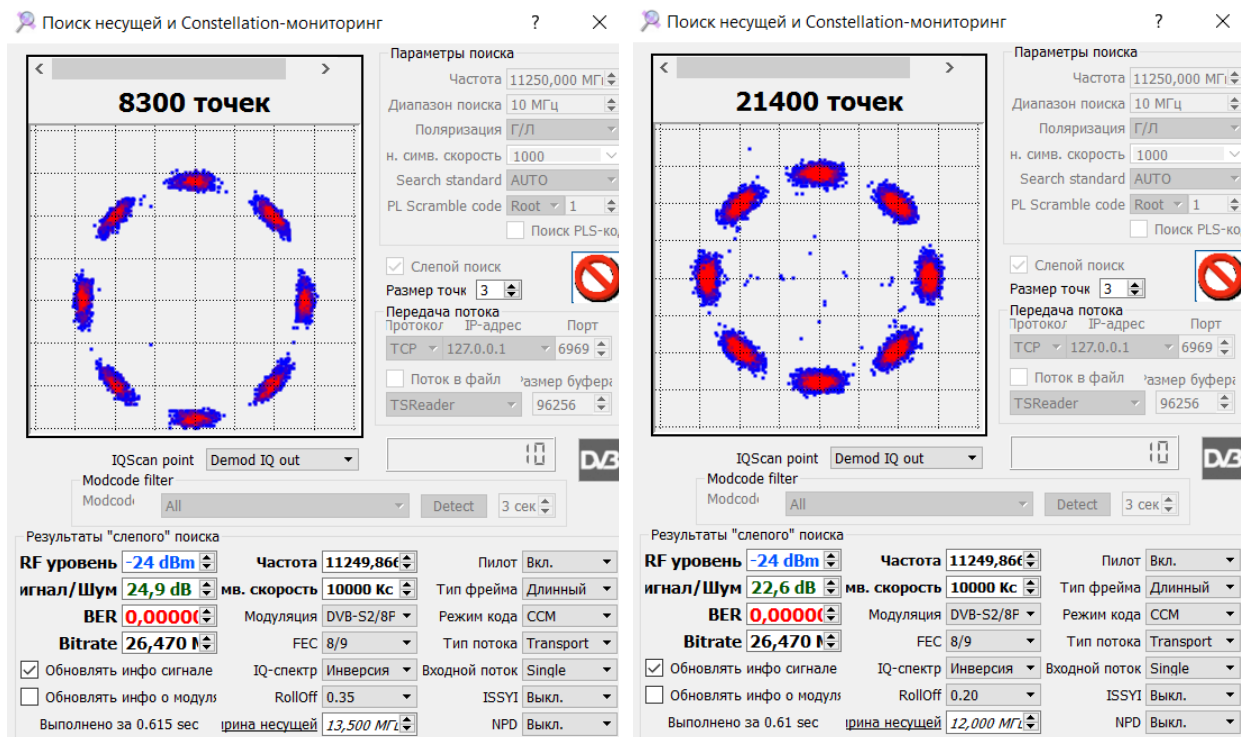 Поиск несущей и Constellation-мониторинг ?
8300 точек
Параметры поиска
Частота 11250,000 МГ
Диапазон поиска 10 МГц
Поляризация Г/Л
н. симв. скорость 1000
Search standard AUTO
PL Scramble code Root 1
Поиск PLS-ко
Слепой поиск
Размер точк 3
Передача потока
Протокол IP-адрес Порт
TCP 127.0.0.1 6969
Поток в файл Размер буфера
TSReader 96256
10
DVB
IQScan point Demod IQ out
Modcode filter
Modcod All Detect 3 сек
Результаты "слепого" поиска
RF уровень -24 dBm Частота 11249,866 Пилот Вкл.
игнал/Шум 24,9 dB мв. скорость 10000 Кс Тип фрейма Длинный
BER 0,00000 Модуляция DVB-S2/8P Режим кода CCM
Bitrate 26,470 М FEC 8/9 Тип потока Transport
Обновлять инфо сигнале IQ-спектр Инверсия Входной поток Single
Обновлять инфо о модуля RollOff 0.35 ISSYI Выкл.
Выполнено за 0.615 sec ирина несущей 13,500 МГц NPD Выкл.
Поиск несущей и Constellation-мониторинг ?
21400 точек
Параметры поиска
Частота 11250,000 МГ
Диапазон поиска 10 МГц
Поляризация Г/Л
н. симв. скорость 1000
Search standard AUTO
PL Scramble code Root 1
Поиск PLS-ко
Слепой поиск
Размер точк 3
Передача потока
Протокол IP-адрес Порт
TCP 127.0.0.1 6969
Поток в файл Размер буфера
TSReader 96256
10
DV
IQScan point Demod IQ out
Modcode filter
Modcod All Detect 3 сек
Результаты "слепого" поиска
RF уровень -24 dBm Частота 11249,866 Пилот Вкл.
игнал/Шум 22,6 dB мв. скорость 10000 Кс Тип фрейма Длинный
BER 0,00000 Модуляция DVB-S2/8P Режим кода CCM
Bitrate 26,470 М FEC 8/9 Тип потока Transport
Обновлять инфо сигнале IQ-спектр Инверсия Входной поток Single
Обновлять инфо о модуля RollOff 0.20 ISSYI Выкл.
Выполнено за 0.61 sec ирина несущей 12,000 МГц NPD Выкл.